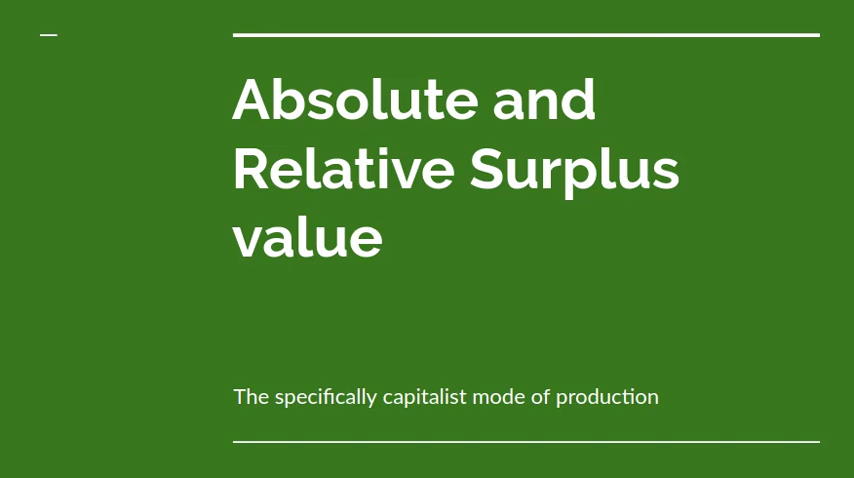 Absolute and
Relative Surplus
value
The specifically capitalist mode of production